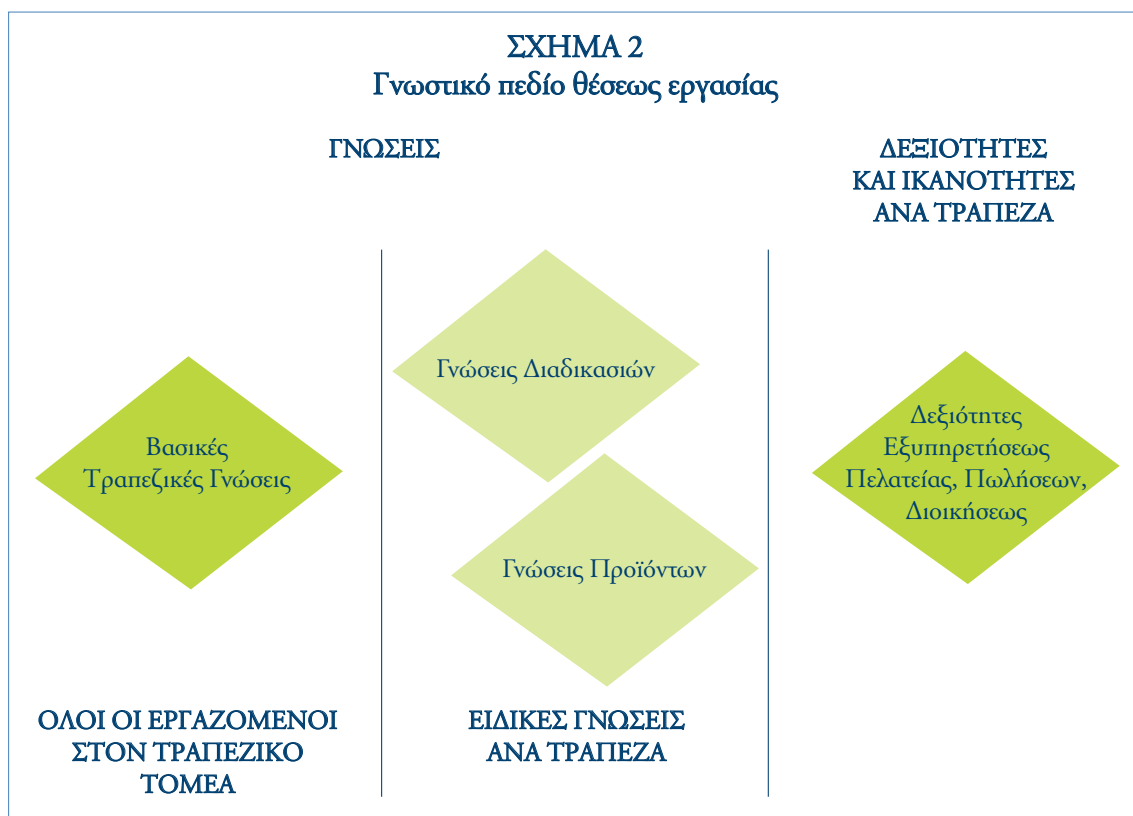 ΣΧΗΜΑ 2
Γνωστικό πεδίο θέσεως εργασίας
ΓΝΩΣΕΙΣ
ΔΕΞΙΟΤΗΤΕΣ
ΚΑΙ ΙΚΑΝΟΤΗΤΕΣ
ΑΝΑ ΤΡΑΠΕΖΑ
Βασικές
Τραπεζικές Γνώσεις
Γνώσεις Διαδικασιών
Γνώσεις Προϊόντων
Δεξιότητες
Εξυπηρετήσεως
Πελατείας, Πωλήσεων,
Διοικήσεως
ΟΛΟΙ ΟΙ ΕΡΓΑΖΟΜΕΝΟΙ
ΣΤΟΝ ΤΡΑΠΕΖΙΚΟ
ΤΟΜΕΑ
ΕΙΔΙΚΕΣ ΓΝΩΣΕΙΣ
ΑΝΑ ΤΡΑΠΕΖΑ